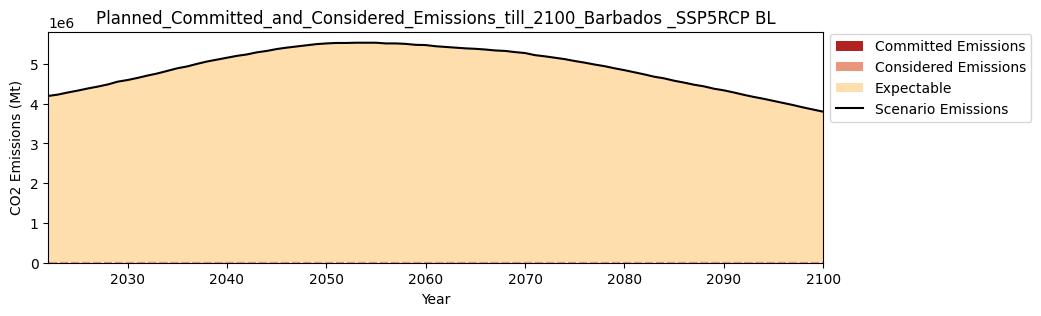 Planned_Committed_and_Considered_Emissions_till_2100_Barbados _SSP5RCP BL
1e6
5
4
3
2
1
0
CO2 Emissions (Mt)
2030 2040 2050 2060 2070 2080 2090 2100
Year
Committed Emissions
Considered Emissions
Expectable
Scenario Emissions